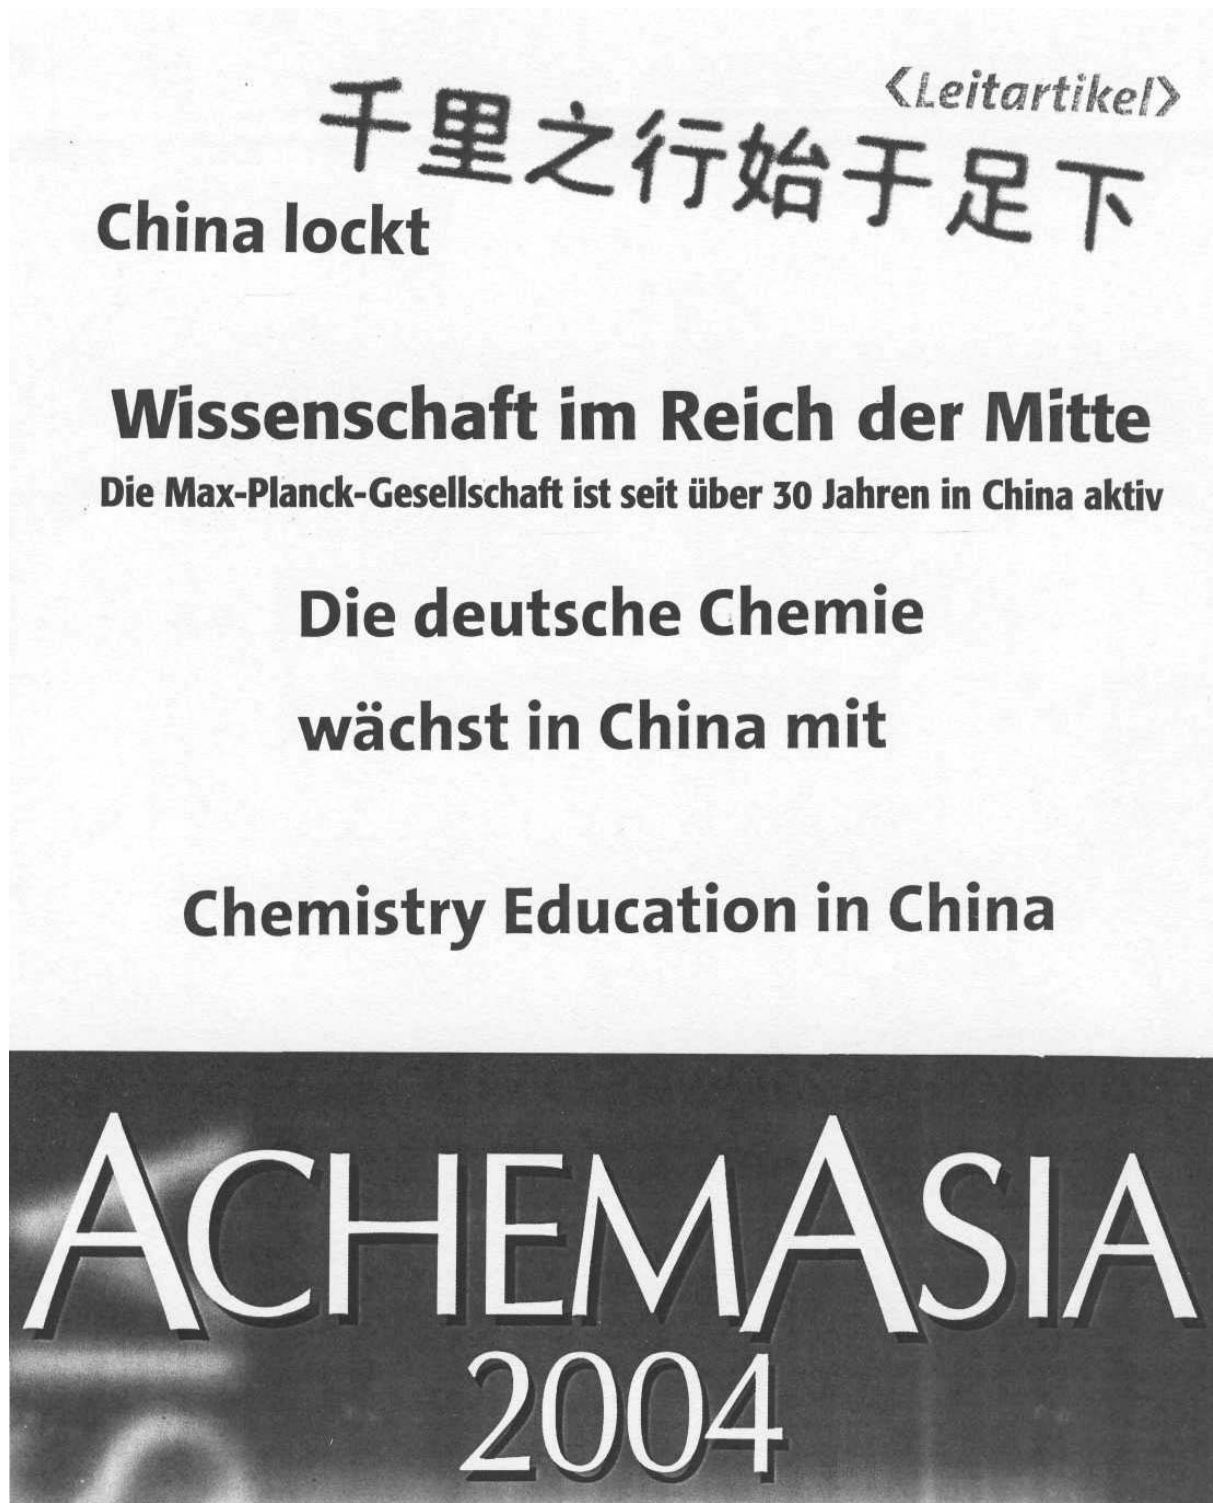 ‹Leitartikel›
千里之行始于足下
China lockt
Wissenschaft im Reich der Mitte
Die Max-Planck-Gesellschaft ist seit über 30 Jahren in China aktiv
Die deutsche Chemie
wächst in China mit
Chemistry Education in China
ACHEMASIA
2004